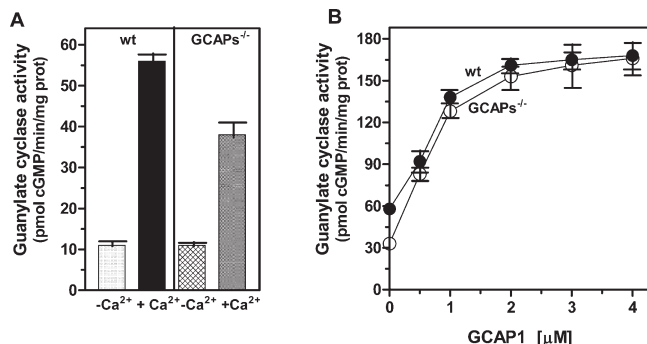 A
wt
GCAPs-/-
Guanylate cyclase activity
(pmol cGMP/min/mg prot)
60
50
40
30
20
10
0
-Ca2+ + Ca2+ -Ca2+ +Ca2+
B
Guanylate cyclase activity
(pmol cGMP/min/mg prot)
180
150
120
90
60
30
0
wt
GCAPs-/-
0 1 2 3 4
GCAP1 [µM]